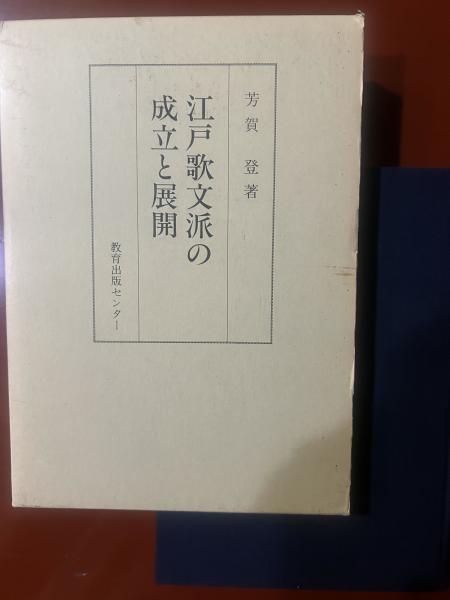 芳賀 登著
江戸歌文派の
成立と展開
教育出版センター